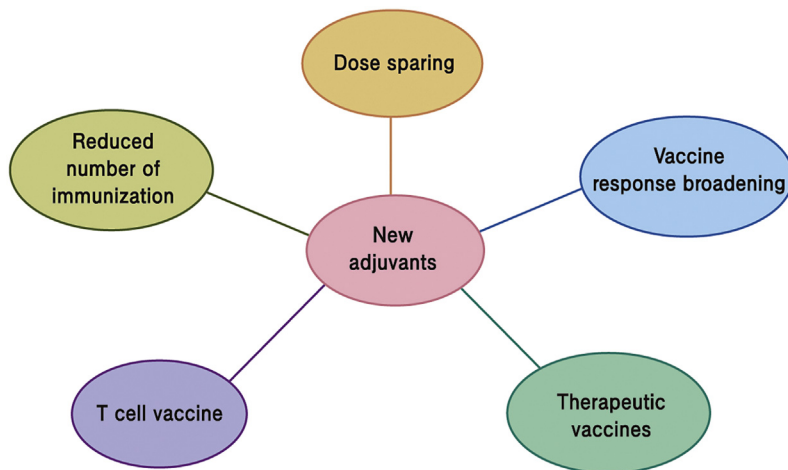 Dose sparing
Reduced
number of
immunization
Vaccine
response broadening
New
adjuvants
T cell vaccine
Therapeutic
vaccines